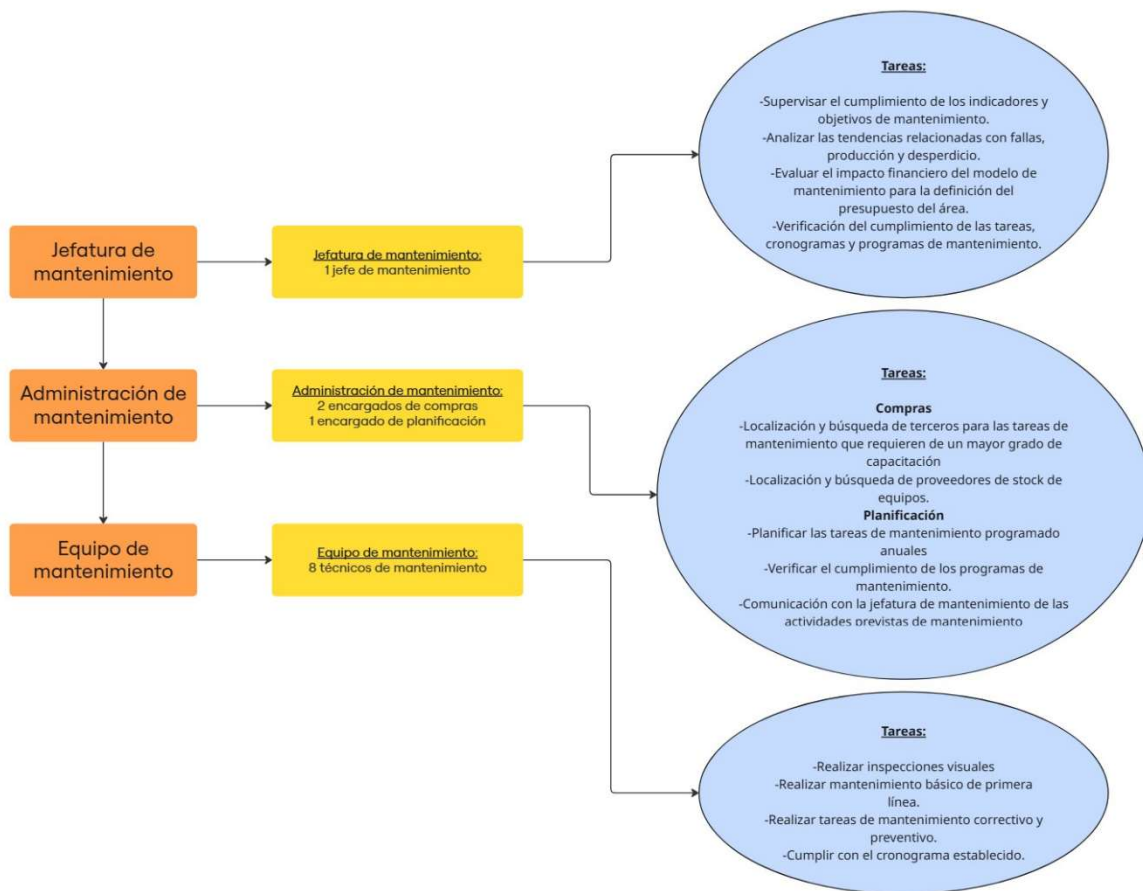 Jefatura de
mantenimiento
Jefatura de mantenimiento:
1 jefe de mantenimiento
Tareas:
-Supervisar el cumplimiento de los indicadores y
objetivos de mantenimiento.
-Analizar las tendencias relacionadas con fallas,
producción y desperdicio.
-Evaluar el impacto financiero del modelo de
mantenimiento para la definición del
presupuesto del área.
-Verificación del cumplimiento de las tareas,
cronogramas y programas de mantenimiento.
Administración de
mantenimiento
Administración de mantenimiento:
2 encargados de compras
1 encargado de planificación
Tareas:
Compras
-Localización y búsqueda de terceros para las tareas de
mantenimiento que requieren de un mayor grado de
capacitación
-Localización y búsqueda de proveedores de stock de
equipos.
Planificación
-Planificar las tareas de mantenimiento programado
anuales
-Verificar el cumplimiento de los programas de
mantenimiento.
-Comunicación con la jefatura de mantenimiento de las
actividades previstas de mantenimiento
Equipo de
mantenimiento
Equipo de mantenimiento:
8 técnicos de mantenimiento
Tareas:
-Realizar inspecciones visuales
-Realizar mantenimiento básico de primera
línea.
-Realizar tareas de mantenimiento correctivo y
preventivo.
-Cumplir con el cronograma establecido.